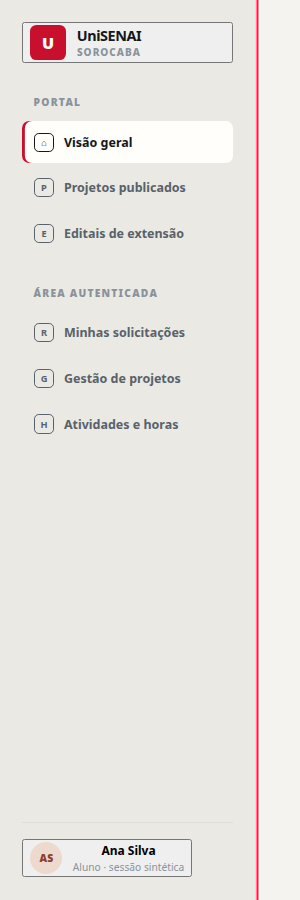 U UniSENAI
SOROCABA
PORTAL
⌂ Visão geral
P Projetos publicados
E Editais de extensão
ÁREA AUTENTICADA
R Minhas solicitações
G Gestão de projetos
H Atividades e horas
AS Ana Silva
Aluno · sessão sintética